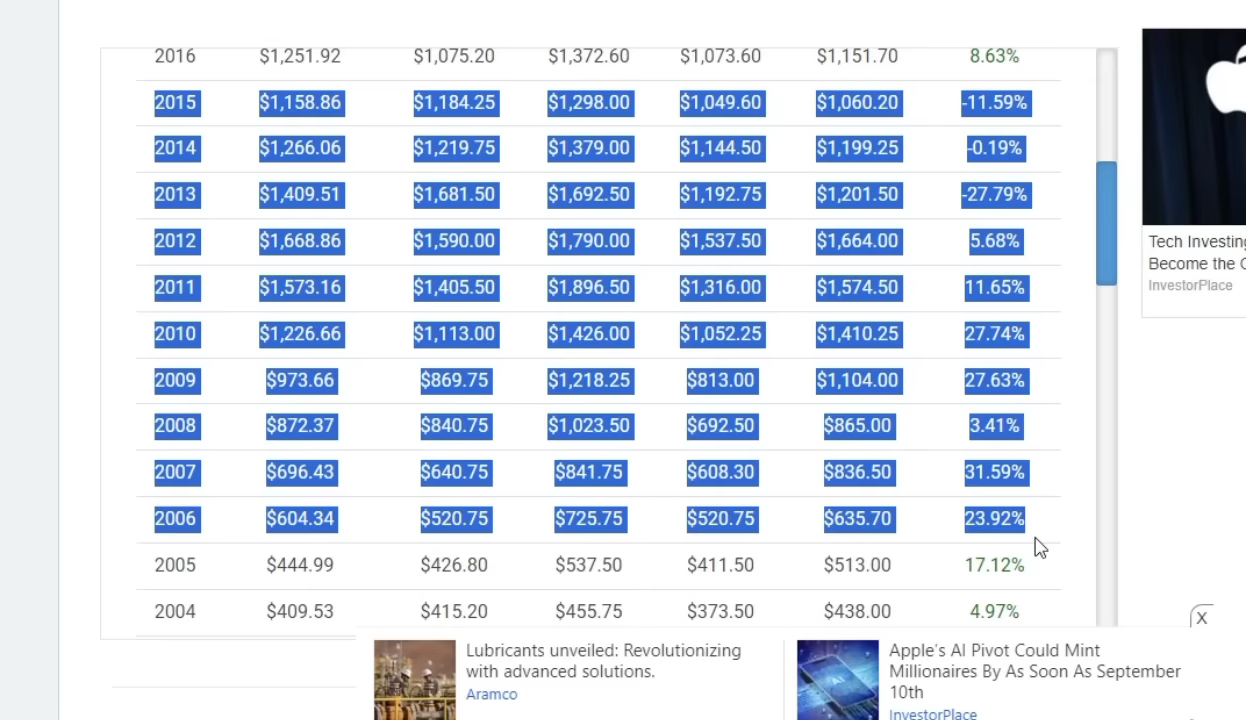 2016 $1,251.92 $1,075.20 $1,372.60 $1,073.60 $1,151.70 8.63%
2015 $1,158.86 $1,184.25 $1,298.00 $1,049.60 $1,060.20 -11.59%
2014 $1,266.06 $1,219.75 $1,379.00 $1,144.50 $1,199.25 -0.19%
2013 $1,409.51 $1,681.50 $1,692.50 $1,192.75 $1,201.50 -27.79%
2012 $1,668.86 $1,590.00 $1,790.00 $1,537.50 $1,664.00 5.68%
2011 $1,573.16 $1,405.50 $1,896.50 $1,316.00 $1,574.50 11.65%
2010 $1,226.66 $1,113.00 $1,426.00 $1,052.25 $1,410.25 27.74%
2009 $973.66 $869.75 $1,218.25 $813.00 $1,104.00 27.63%
2008 $872.37 $840.75 $1,023.50 $692.50 $865.00 3.41%
2007 $696.43 $640.75 $841.75 $608.30 $836.50 31.59%
2006 $604.34 $520.75 $725.75 $520.75 $635.70 23.92%
2005 $444.99 $426.80 $537.50 $411.50 $513.00 17.12%
2004 $409.53 $415.20 $455.75 $373.50 $438.00 4.97%
Tech Investing
Become the
InvestorPlace
X
Lubricants unveiled: Revolutionizing
with advanced solutions.
Aramco
Apple's AI Pivot Could Mint
Millionaires By As Soon As September
10th
InvestorPlace